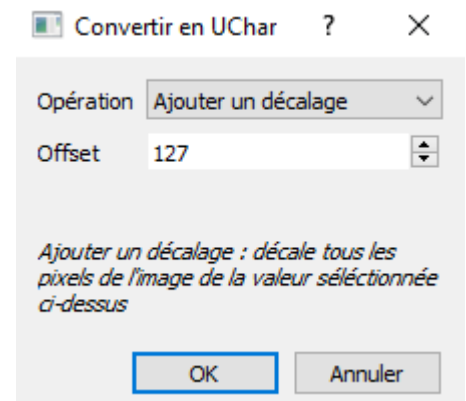 Convertir en UChar ?
Opération Ajouter un décalage
Offset 127
Ajouter un décalage : décale tous les
pixels de l'image de la valeur séléctionnée
ci-dessus
OK Annuler